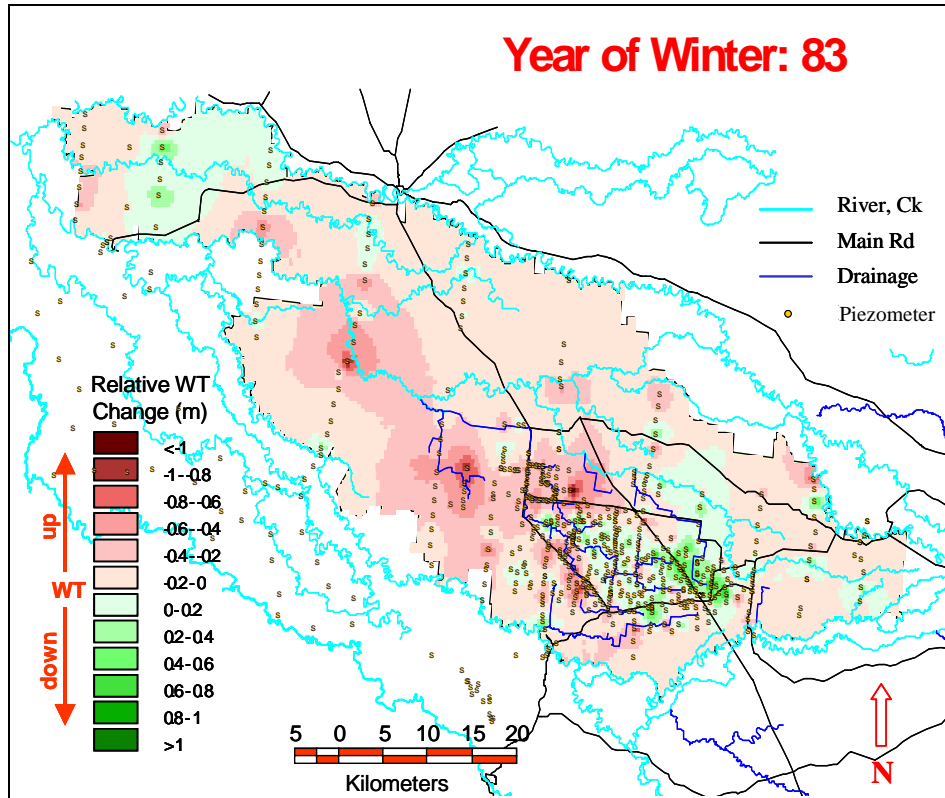 Year of Winter: 83
River, Ck
Main Rd
Drainage
Piezometer
Relative WT
Change (m)
<-1
-1--0.8
-0.8--0.6
-0.6-0.4
-0.4-0.2
-0.2-0
0-0.2
0.2-0.4
0.4-0.6
0.6-0.8
0.8-1
>1
up
WT
down
5 0 5 10 15 20
Kilometers
N